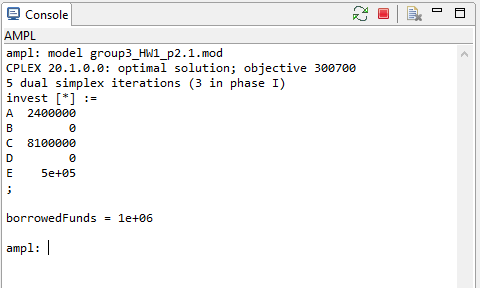 Console
AMPL
ampl: model group3_HW1_p2.1.mod
CPLEX 20.1.0.0: optimal solution; objective 300700
5 dual simplex iterations (3 in phase I)
invest [*] :=
A  2400000
B        0
C  8100000
D        0
E    5e+05
;
borrowedFunds = 1e+06
ampl: